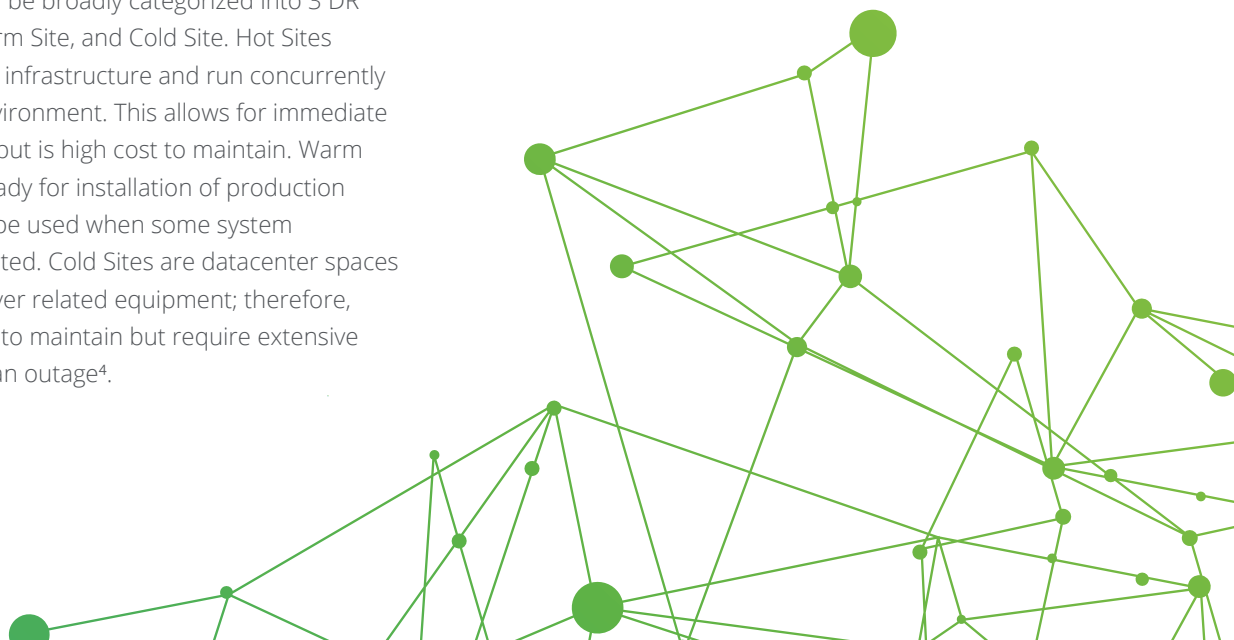 be broadly categorized into 3 DR
rm Site, and Cold Site. Hot Sites
infrastructure and run concurrently
vironment. This allows for immediate
but is high cost to maintain. Warm
ady for installation of production
be used when some system
ted. Cold Sites are datacenter spaces
ver related equipment; therefore,
to maintain but require extensive
an outage⁴.